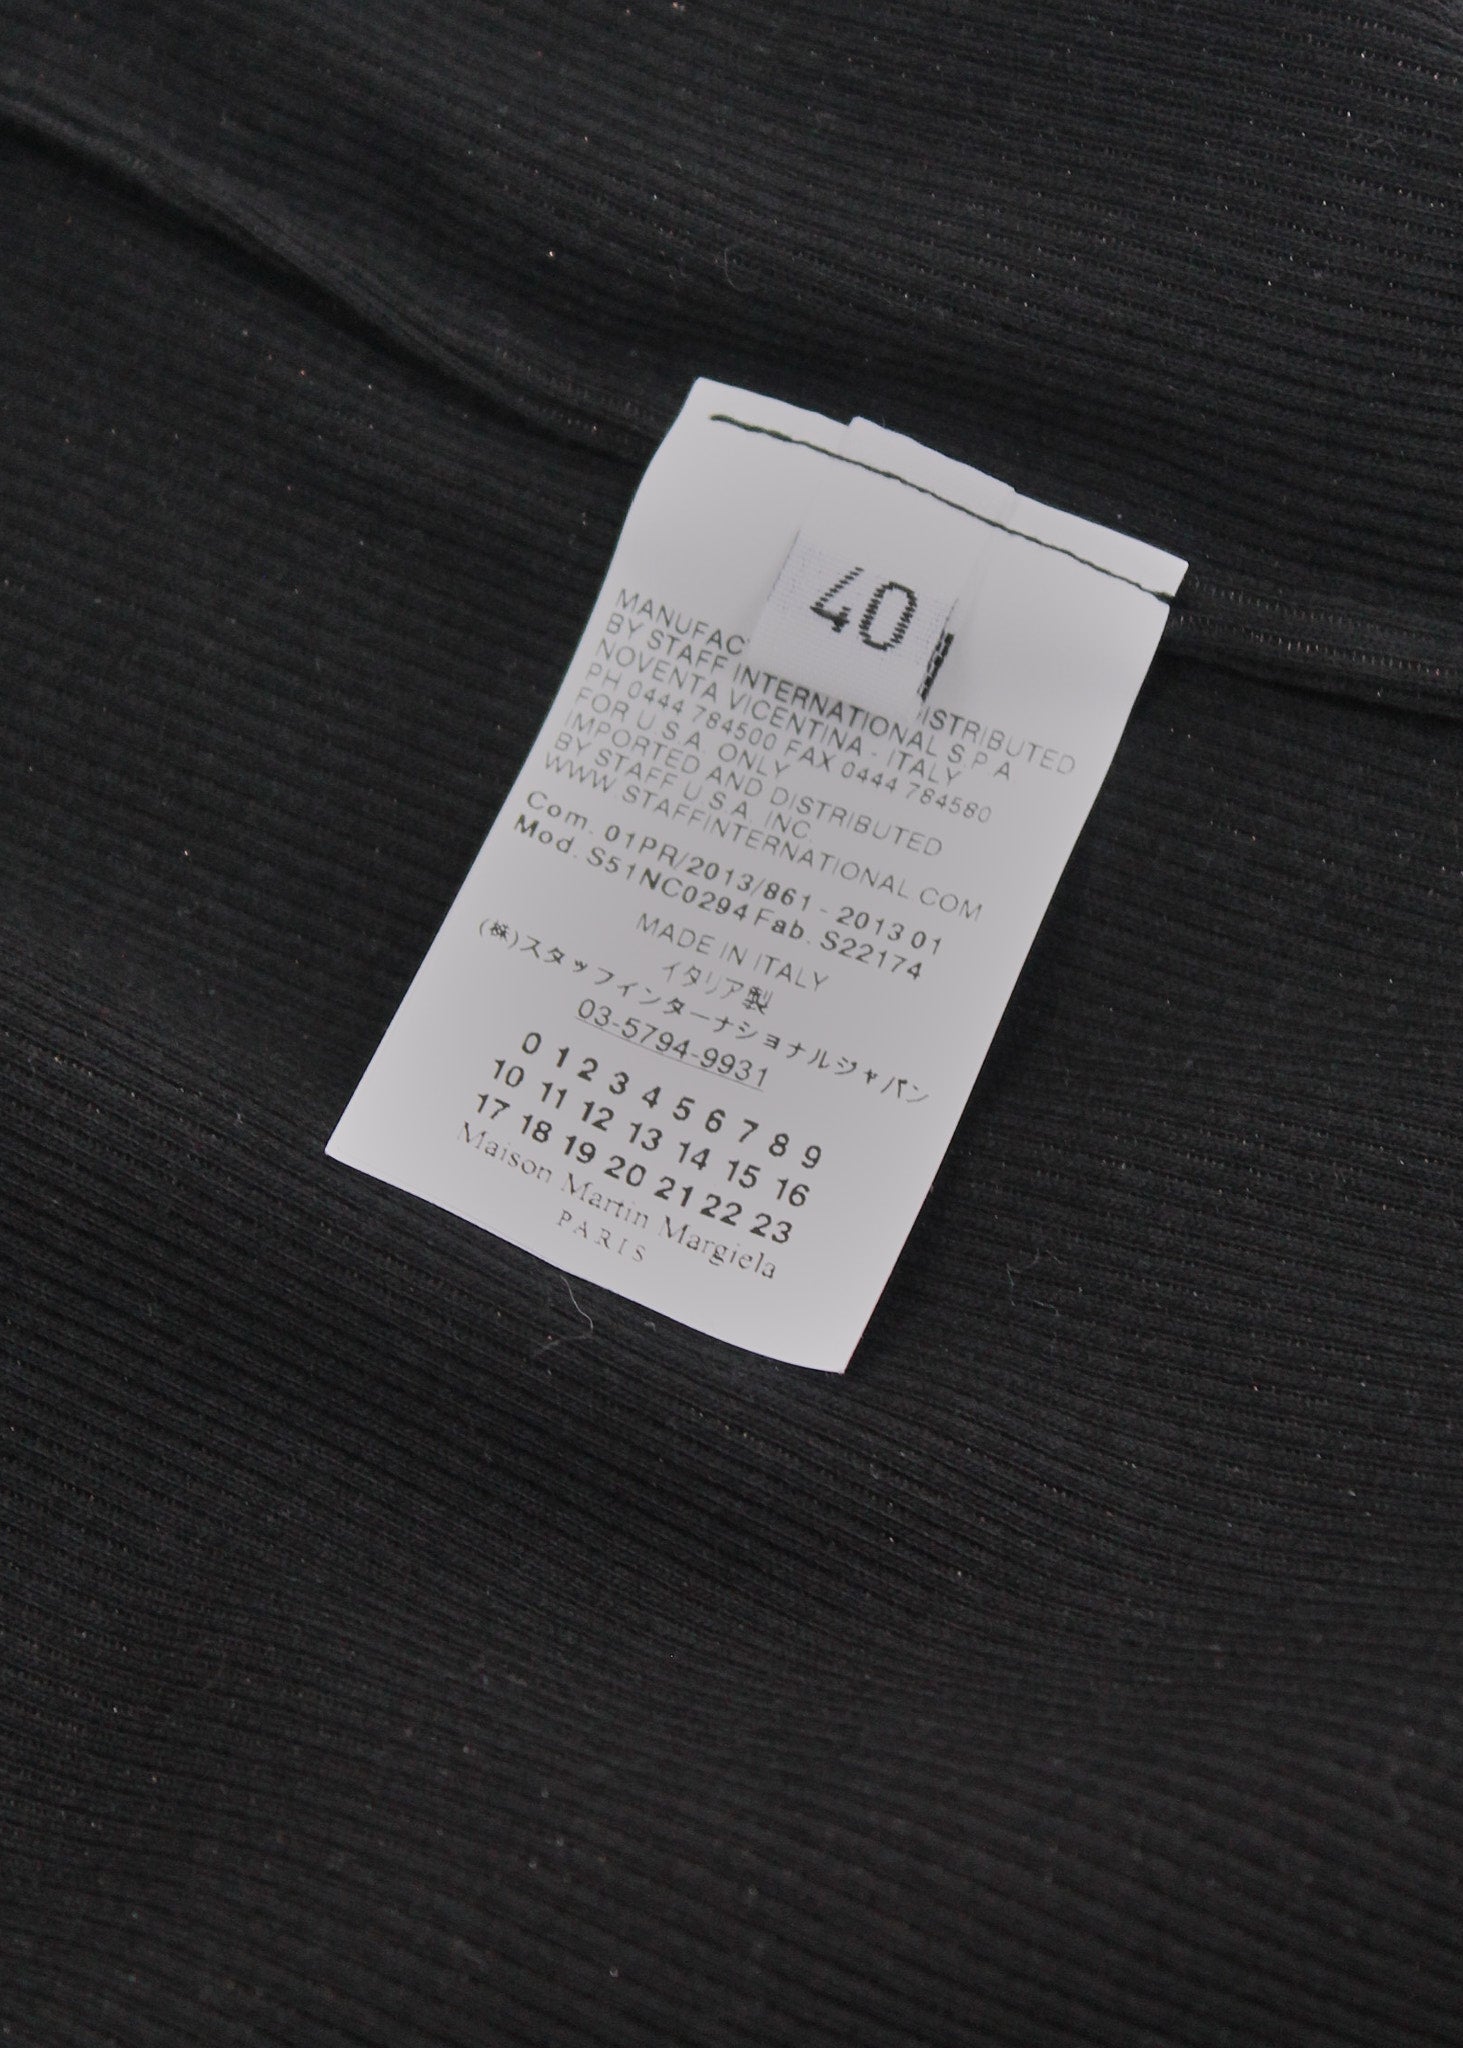 40
MANUFAC ISTRIBUTED
BY STAFF INTERNATIONAL S.P.A
NOVENTA VICENTINA - ITALY
PH 0444 784500 FAX 0444 784580
FOR U.S.A. ONLY
IMPORTED AND DISTRIBUTED
BY STAFF U.S.A. INC.
WWW.STAFFINTERNATIONAL.COM
Com. 01PR/2013/861 - 2013 01
Mod. S51NC0294 Fab. S22174
MADE IN ITALY
イタリア製
(株)スタッフインターナショナルジャパン
03-5794-9931
0 1 2 3 4 5 6 7 8 9
10 11 12 13 14 15 16
17 18 19 20 21 22 23
Maison Martin Margiela
PARIS